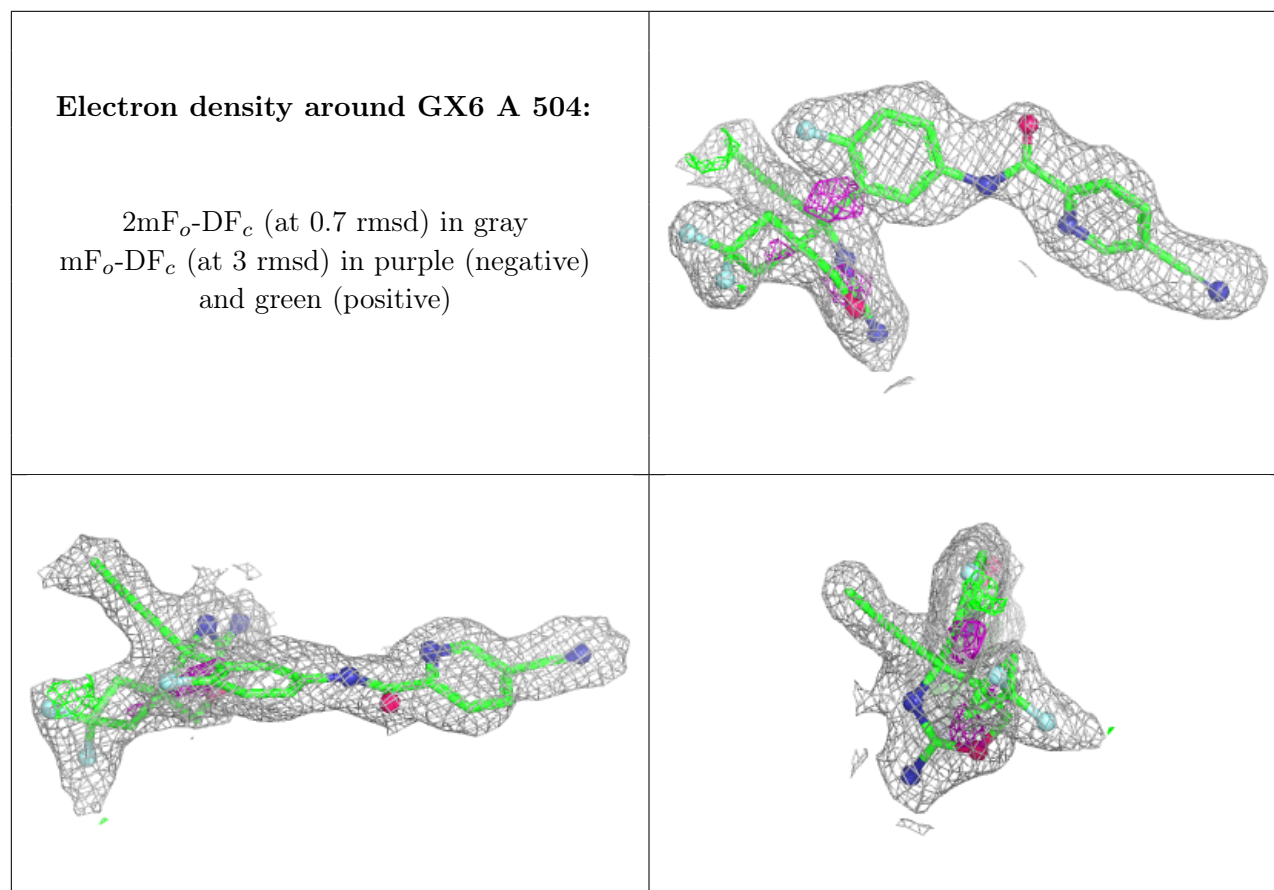 Electron density around GX6 A 504:
2mFo-DFc (at 0.7 rmsd) in gray
mFo-DFc (at 3 rmsd) in purple (negative)
and green (positive)